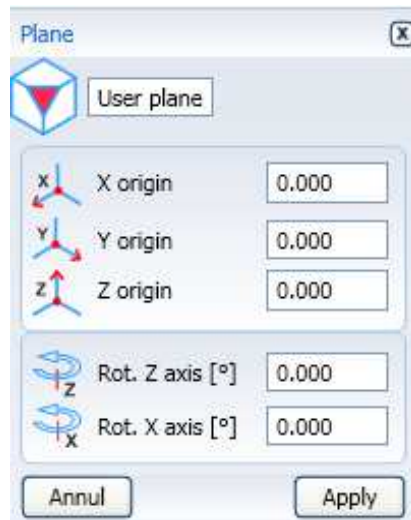 Plane X
User plane
X X origin 0.000
Y Y origin 0.000
Z Z origin 0.000
Z Rot. Z axis [°] 0.000
X Rot. X axis [°] 0.000
Annul Apply